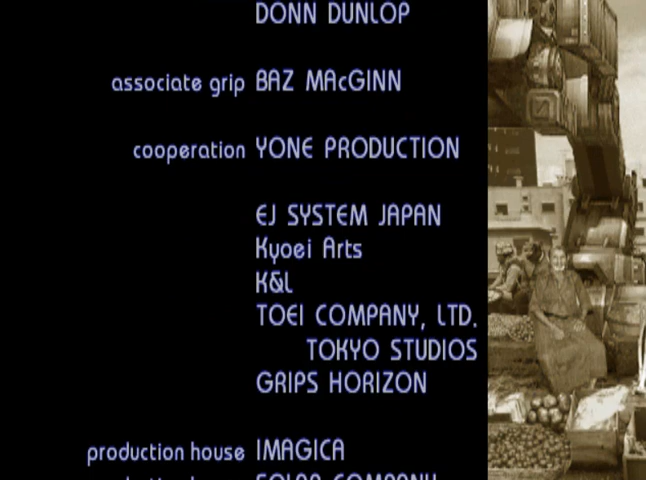 DONN DUNLOP
associate grip BAZ MAcGINN
cooperation YONE PRODUCTION
EJ SYSTEM JAPAN
Kyoei Arts
K&L
TOEI COMPANY, LTD.
TOKYO STUDIOS
GRIPS HORIZON
production house IMAGICA